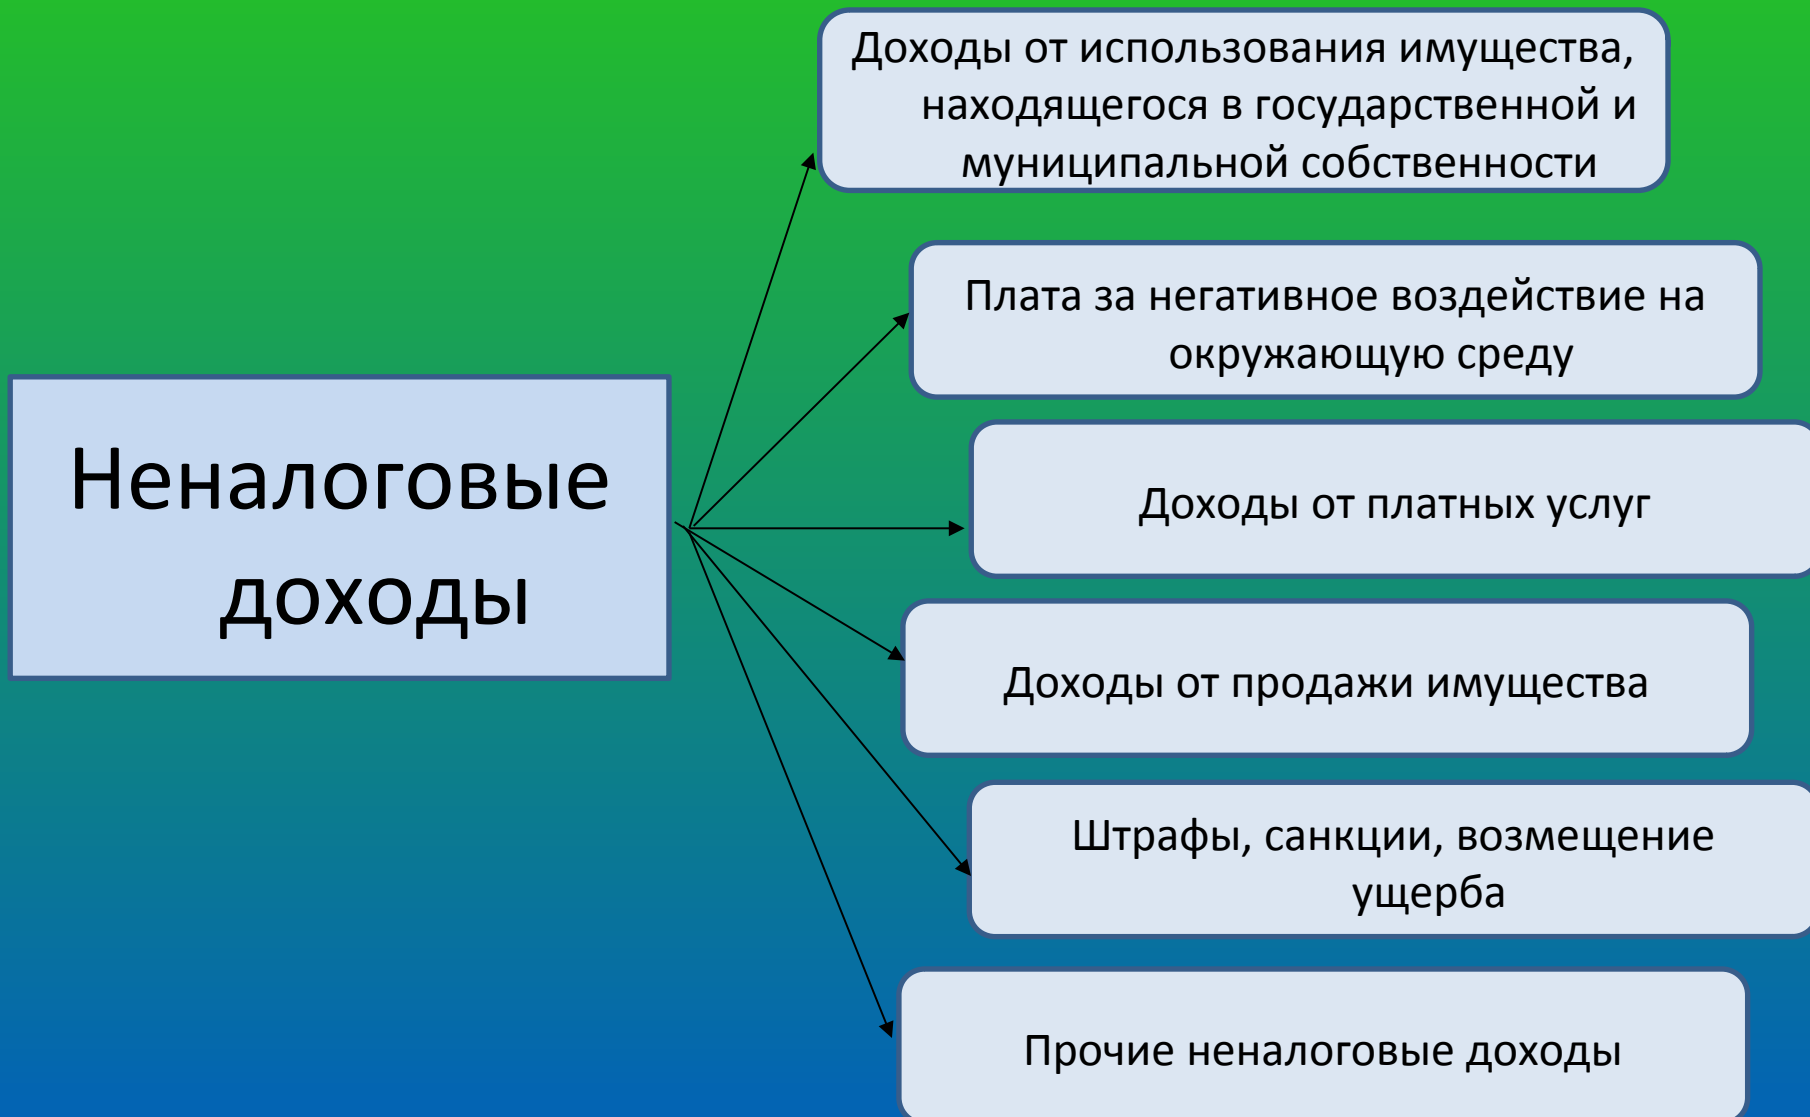 Доходы от использования имущества,
находящегося в государственной и
муниципальной собственности
Плата за негативное воздействие на
окружающую среду
Неналоговые
доходы
Доходы от платных услуг
Доходы от продажи имущества
Штрафы, санкции, возмещение
ущерба
Прочие неналоговые доходы